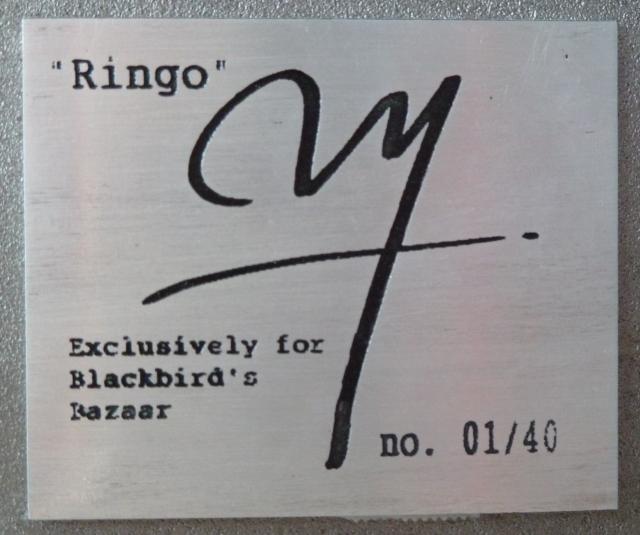 "Ringo"
Exclusively for
Blackbird's
Bazaar
no. 01/40